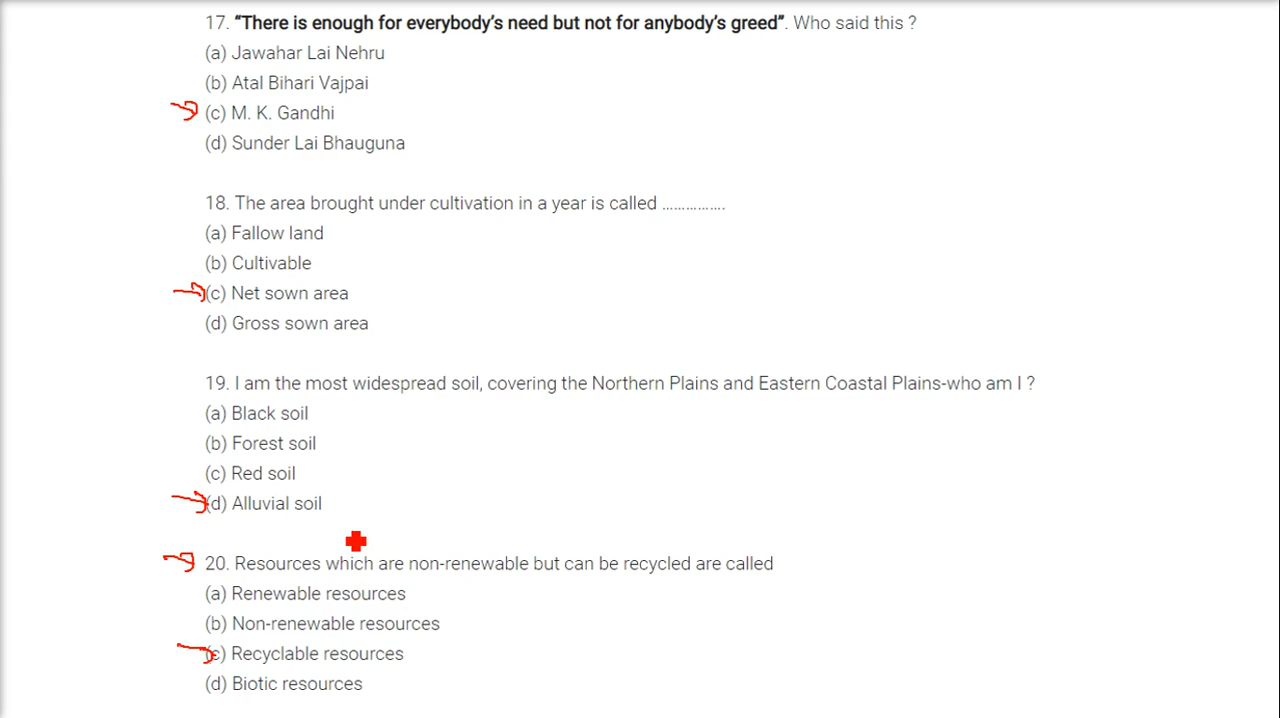 17. “There is enough for everybody’s need but not for anybody’s greed”. Who said this ?
(a) Jawahar Lai Nehru
(b) Atal Bihari Vajpai
(c) M. K. Gandhi
(d) Sunder Lai Bhauguna
18. The area brought under cultivation in a year is called …………….
(a) Fallow land
(b) Cultivable
(c) Net sown area
(d) Gross sown area
19. I am the most widespread soil, covering the Northern Plains and Eastern Coastal Plains-who am I ?
(a) Black soil
(b) Forest soil
(c) Red soil
(d) Alluvial soil
20. Resources which are non-renewable but can be recycled are called
(a) Renewable resources
(b) Non-renewable resources
(c) Recyclable resources
(d) Biotic resources